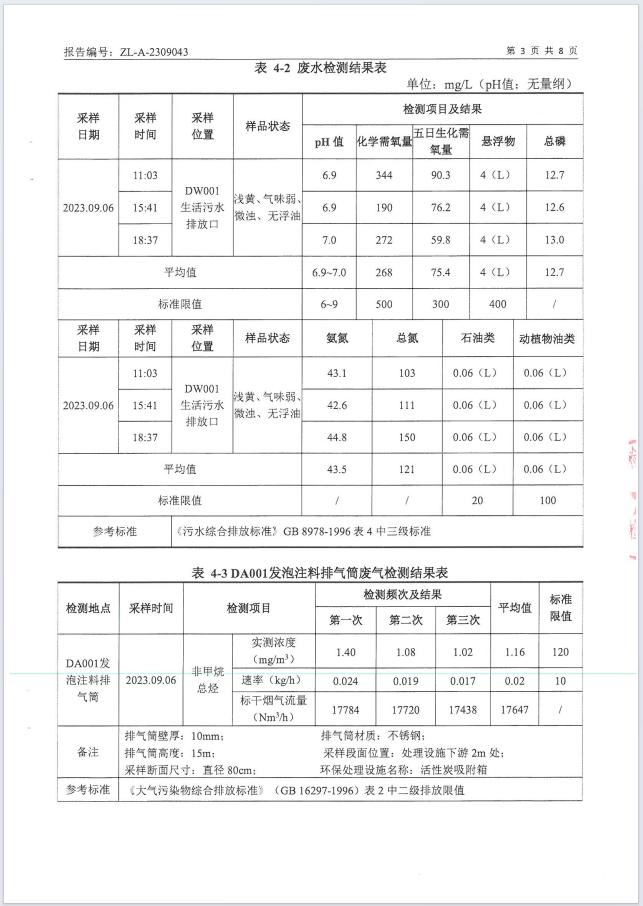 报告编号：ZL-A-2309043 第 3 页 共 8 页
表 4-2 废水检测结果表
单位：mg/L（pH值：无量纲）
采样日期 采样时间 采样位置 样品状态 检测项目及结果
pH 值 化学需氧量 五日生化需氧量 悬浮物 总磷
2023.09.06 DW001生活污水排放口 浅黄、气味弱、微浊、无浮油
11:03 6.9 344 90.3 4（L） 12.7
15:41 6.9 190 76.2 4（L） 12.6
18:37 7.0 272 59.8 4（L） 13.0
平均值 6.9~7.0 268 75.4 4（L） 12.7
标准限值 6~9 500 300 400 /
采样日期 采样时间 采样位置 样品状态 氨氮 总氮 石油类 动植物油类
2023.09.06 DW001生活污水排放口 浅黄、气味弱、微浊、无浮油
11:03 43.1 103 0.06（L） 0.06（L）
15:41 42.6 111 0.06（L） 0.06（L）
18:37 44.8 150 0.06（L） 0.06（L）
平均值 43.5 121 0.06（L） 0.06（L）
标准限值 / / 20 100
参考标准 《污水综合排放标准》GB 8978-1996 表 4 中三级标准
表 4-3 DA001发泡注料排气筒废气检测结果表
检测地点 采样时间 检测项目 检测频次及结果 平均值 标准限值
第一次 第二次 第三次
DA001发泡注料排气筒 2023.09.06 非甲烷总烃
实测浓度（mg/m³） 1.40 1.08 1.02 1.16 120
速率（kg/h） 0.024 0.019 0.017 0.02 10
标干烟气流量（Nm³/h） 17784 17720 17438 17647 /
备注
排气筒壁厚：10mm； 排气筒材质：不锈钢；
排气筒高度：15m； 采样段面位置：处理设施下游 2m 处；
采样断面尺寸：直径 80cm； 环保处理设施名称：活性炭吸附箱
参考标准 《大气污染物综合排放标准》（GB 16297-1996）表 2 中二级排放限值